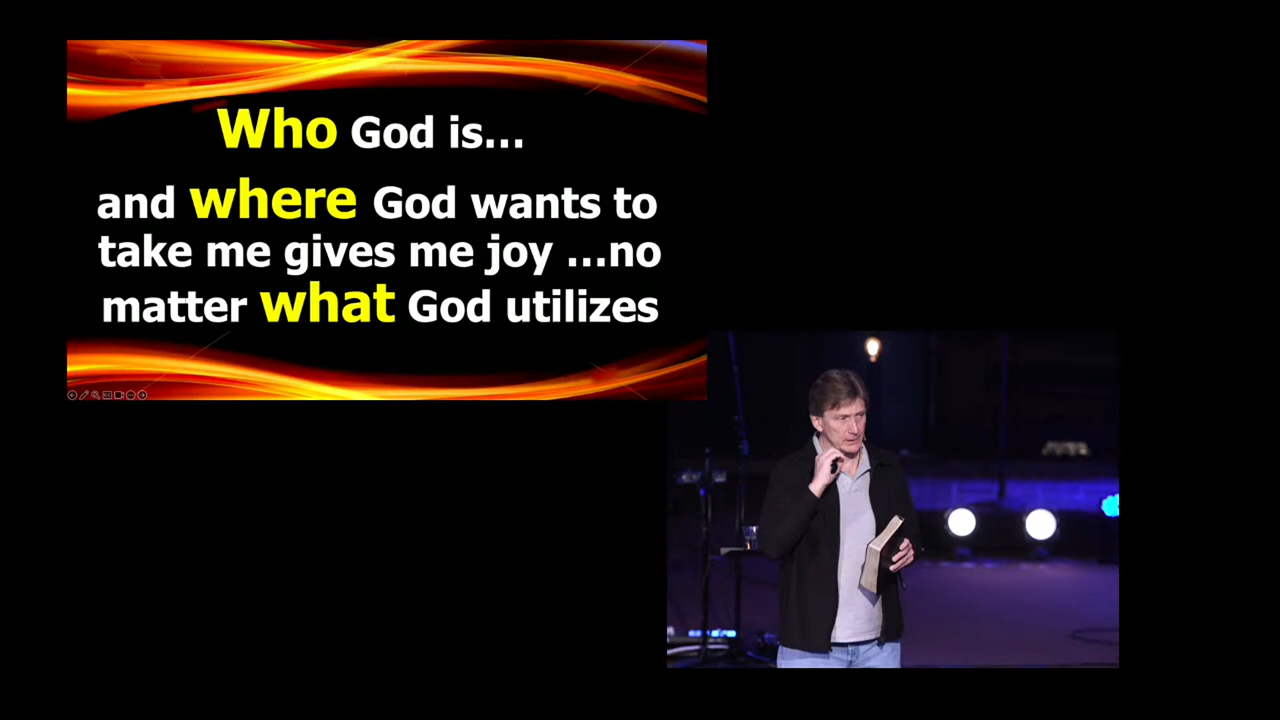 Who God is...
and where God wants to
take me gives me joy ...no
matter what God utilizes